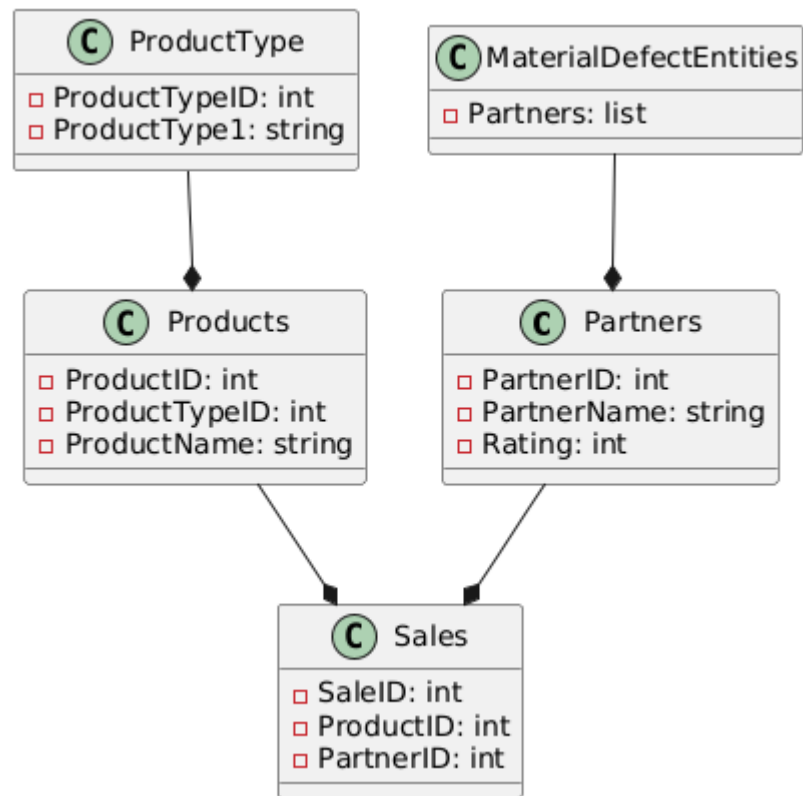 C ProductType
ProductTypeID: int
ProductType1: string
C MaterialDefectEntities
Partners: list
C Products
ProductID: int
ProductTypeID: int
ProductName: string
C Partners
PartnerID: int
PartnerName: string
Rating: int
C Sales
SaleID: int
ProductID: int
PartnerID: int